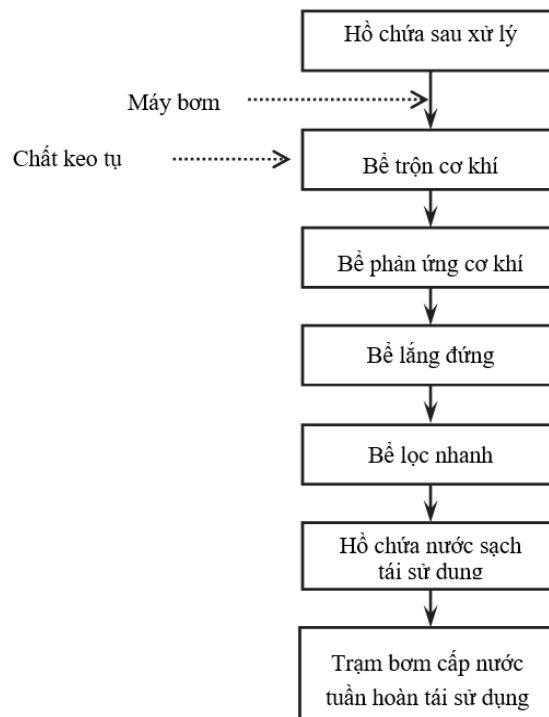 Hồ chứa sau xử lý
Máy bơm
Chất keo tụ
Bể trộn cơ khí
Bể phản ứng cơ khí
Bể lắng đứng
Bể lọc nhanh
Hồ chứa nước sạch
tái sử dung
Trạm bơm cấp nước
tuần hoàn tái sử dụng